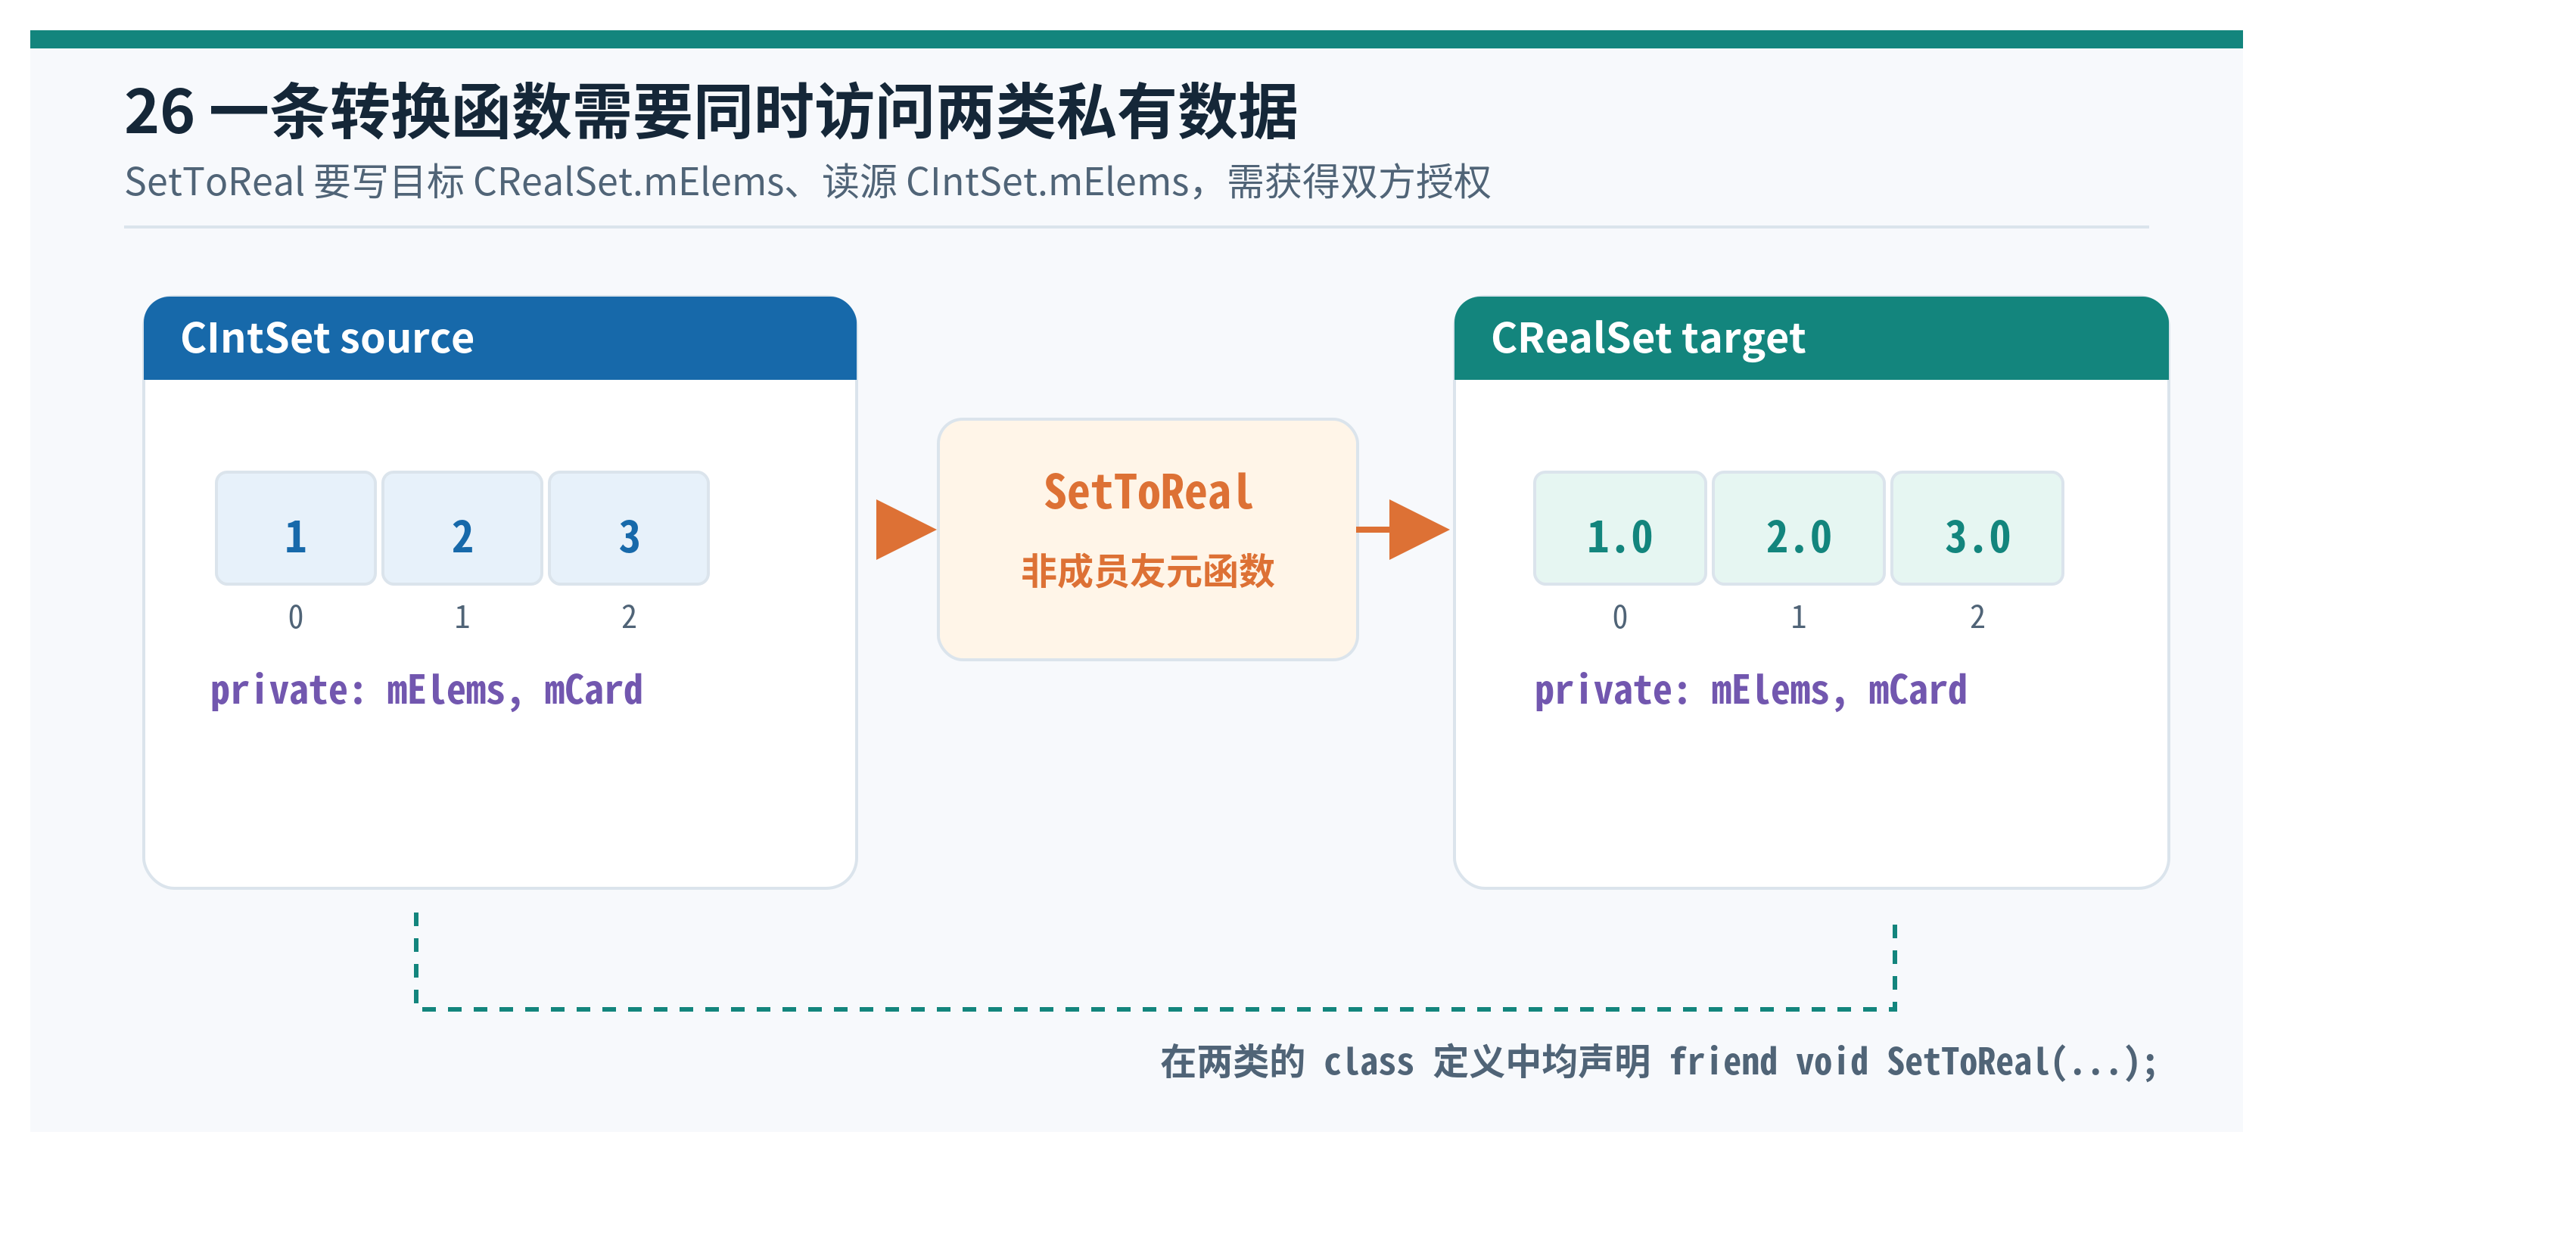 26 一条转换函数需要同时访问两类私有数据
SetToReal 要写目标 CRealSet.mElems、读源 CIntSet.mElems，需获得双方授权
CIntSet source
1 2 3
0 1 2
private: mElems, mCard
SetToReal
非成员友元函数
CRealSet target
1.0 2.0 3.0
0 1 2
private: mElems, mCard
在两类的 class 定义中均声明 friend void SetToReal(...);